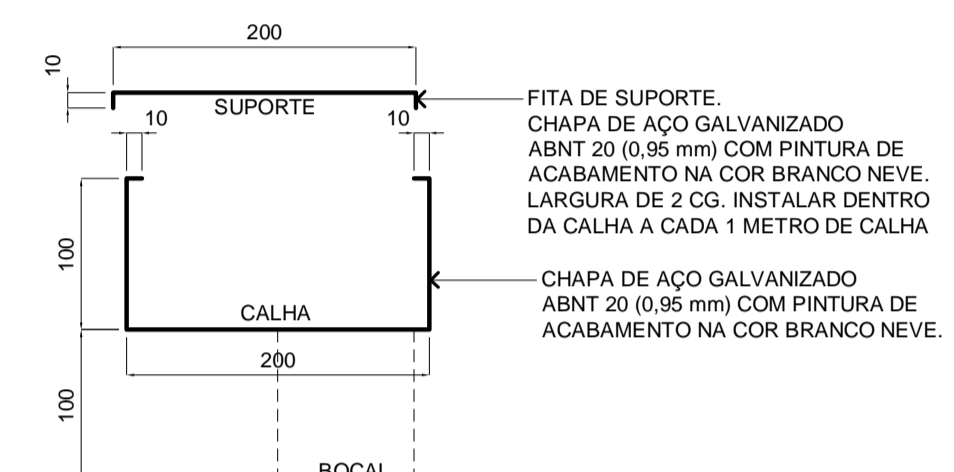 200
10
SUPORTE
10
10
FITA DE SUPORTE.
CHAPA DE AÇO GALVANIZADO
ABNT 20 (0,95 mm) COM PINTURA DE
ACABAMENTO NA COR BRANCO NEVE.
LARGURA DE 2 CG. INSTALAR DENTRO
DA CALHA A CADA 1 METRO DE CALHA
100
CALHA
CHAPA DE AÇO GALVANIZADO
ABNT 20 (0,95 mm) COM PINTURA DE
ACABAMENTO NA COR BRANCO NEVE.
200
100
BOCAL